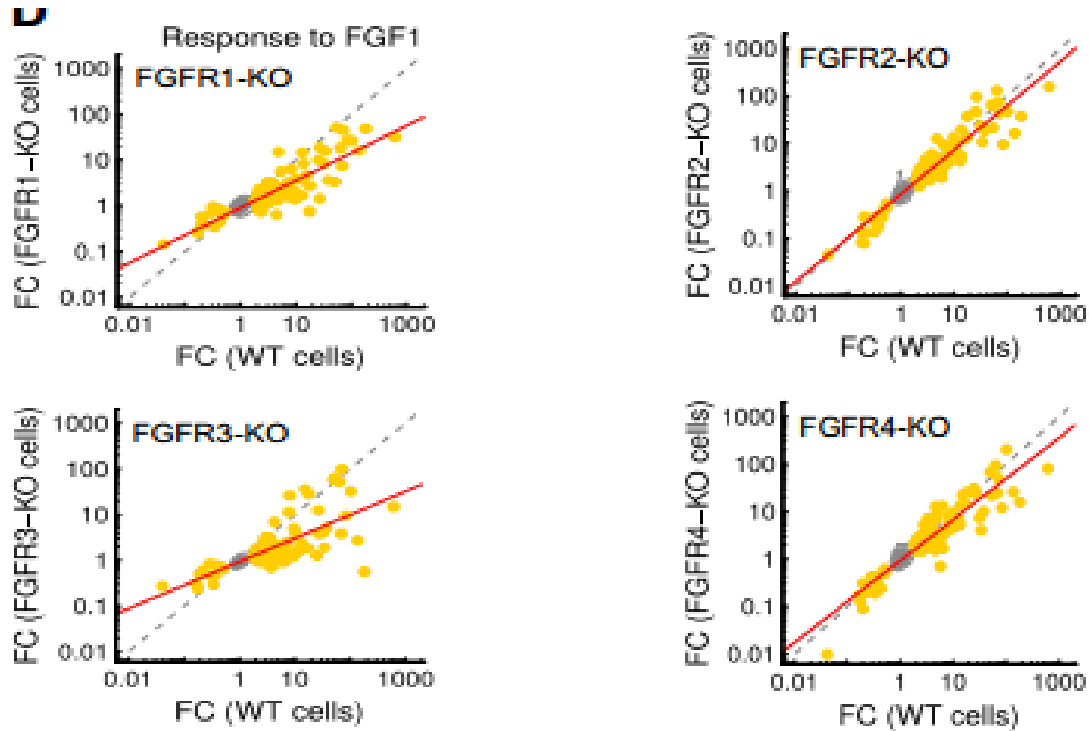 D
Response to FGF1
FGFR1-KO
FC (FGFR1-KO cells)
1000
100
10
1
0.1
0.01
0.01 1 10 1000
FC (WT cells)
FGFR2-KO
FC (FGFR2-KO cells)
1000
100
10
1
0.1
0.01
0.01 1 10 1000
FC (WT cells)
FGFR3-KO
FC (FGFR3-KO cells)
1000
100
10
1
0.1
0.01
0.01 1 10 1000
FC (WT cells)
FGFR4-KO
FC (FGFR4-KO cells)
1000
100
10
1
0.1
0.01
0.01 1 10 1000
FC (WT cells)